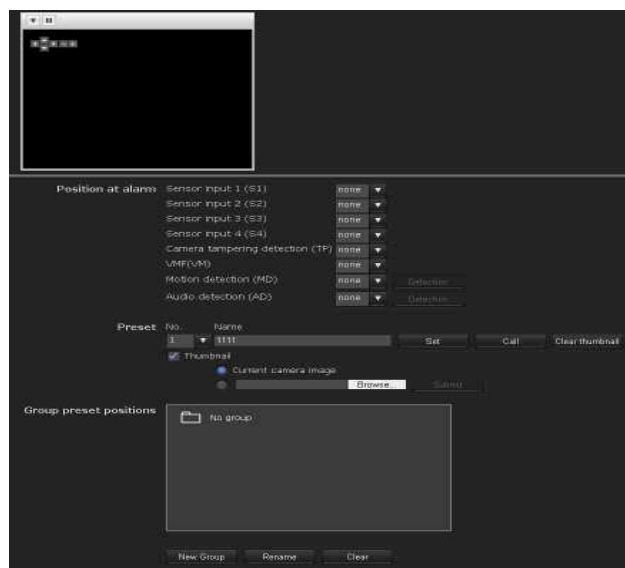 Position at alarm Sensor input 1 (S1) none
Sensor input 2 (S2) none
Sensor input 3 (S3) none
Sensor input 4 (S4) none
Camera tampering detection (TP) none
VMF(VM) none
Motion detection (MD) none Detection
Audio detection (AD) none Detection
Preset No. Name
1 1111 Set Call Clear thumbnail
Thumbnail
Current camera image
Browse... Submit
Group preset positions No group
New Group Rename Clear